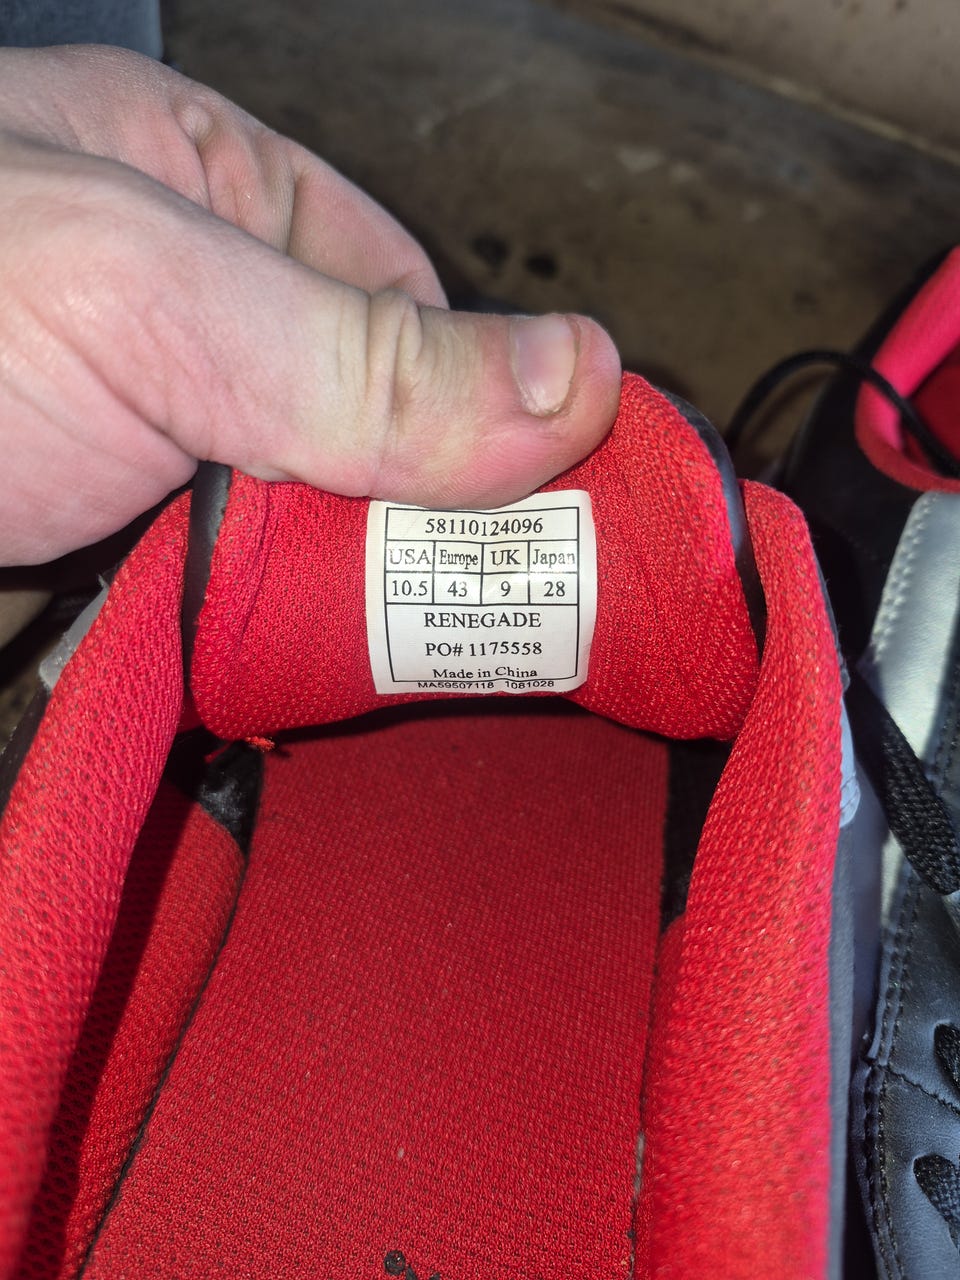 58110124096
USA Europe UK Japan
10.5 43 9 28
RENEGADE
PO# 1175558
Made in China
MA59507118 1081028